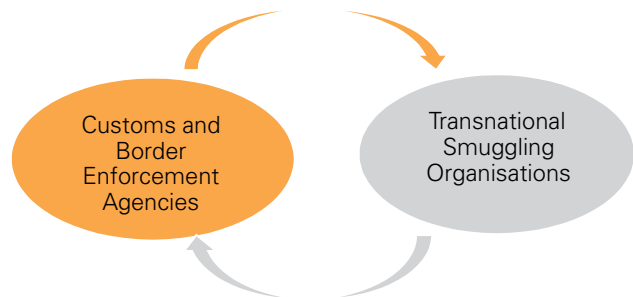 Customs and
Border
Enforcement
Agencies
Transnational
Smuggling
Organisations